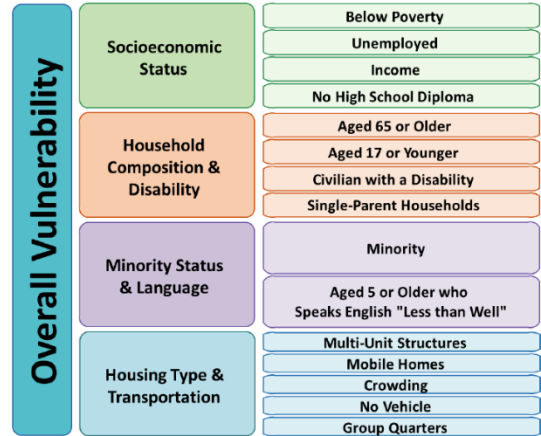 Overall Vulnerability
Socioeconomic
Status
Below Poverty
Unemployed
Income
No High School Diploma
Household
Composition &
Disability
Aged 65 or Older
Aged 17 or Younger
Civilian with a Disability
Single-Parent Households
Minority Status
& Language
Minority
Aged 5 or Older who
Speaks English "Less than Well"
Housing Type &
Transportation
Multi-Unit Structures
Mobile Homes
Crowding
No Vehicle
Group Quarters